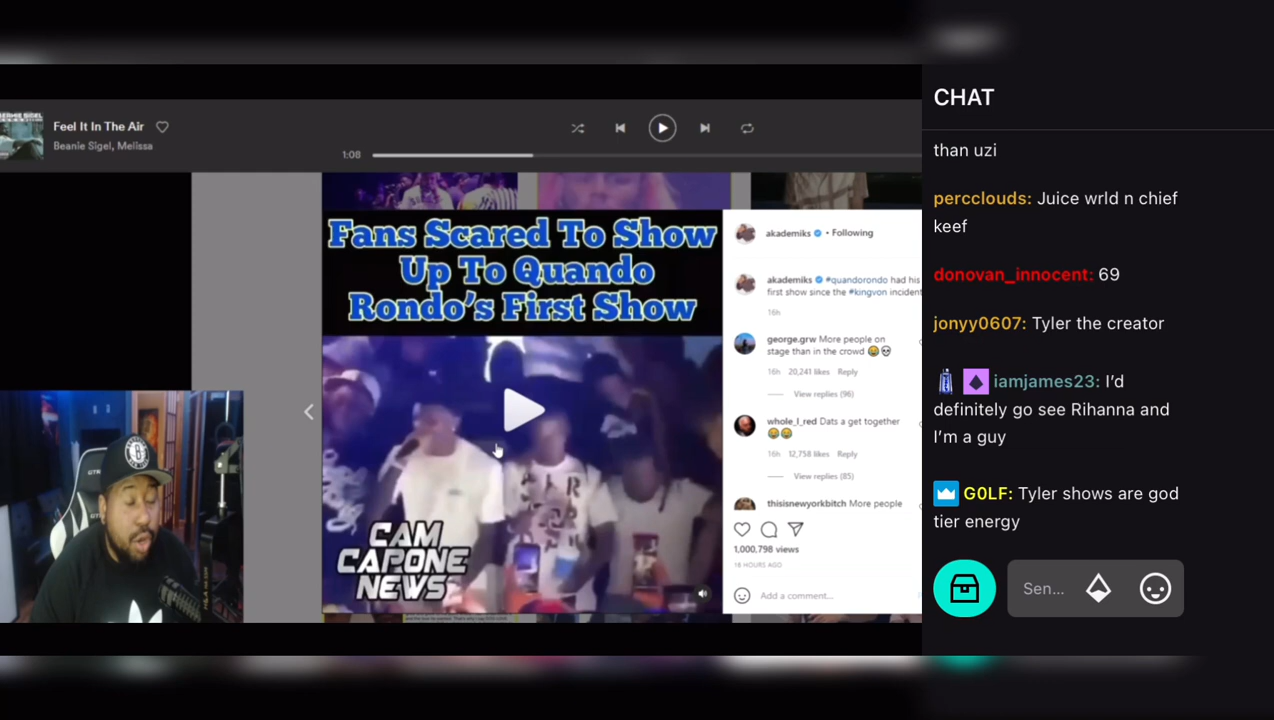 Feel It In The Air
Beanie Sigel, Melissa
1:08
Fans Scared To Show
Up To Quando
Rondo's First Show
CAM
CAPONE
NEWS
akademiks • Following
akademiks #quandorondo had his
first show since the #kingvon incident
16h
george.grw More people on
stage than in the crowd 😂💀
16h 20,241 likes Reply
View replies (96)
whole_l_red Dats a get together
😂😂
16h 12,758 likes Reply
View replies (85)
thisisnewyorkbitch More people
1,000,798 views
16 HOURS AGO
Add a comment...
CHAT
than uzi
percclouds: Juice wrld n chief
keef
donovan_innocent: 69
jonyy0607: Tyler the creator
iamjames23: I'd
definitely go see Rihanna and
I'm a guy
G0LF: Tyler shows are god
tier energy
Sen...